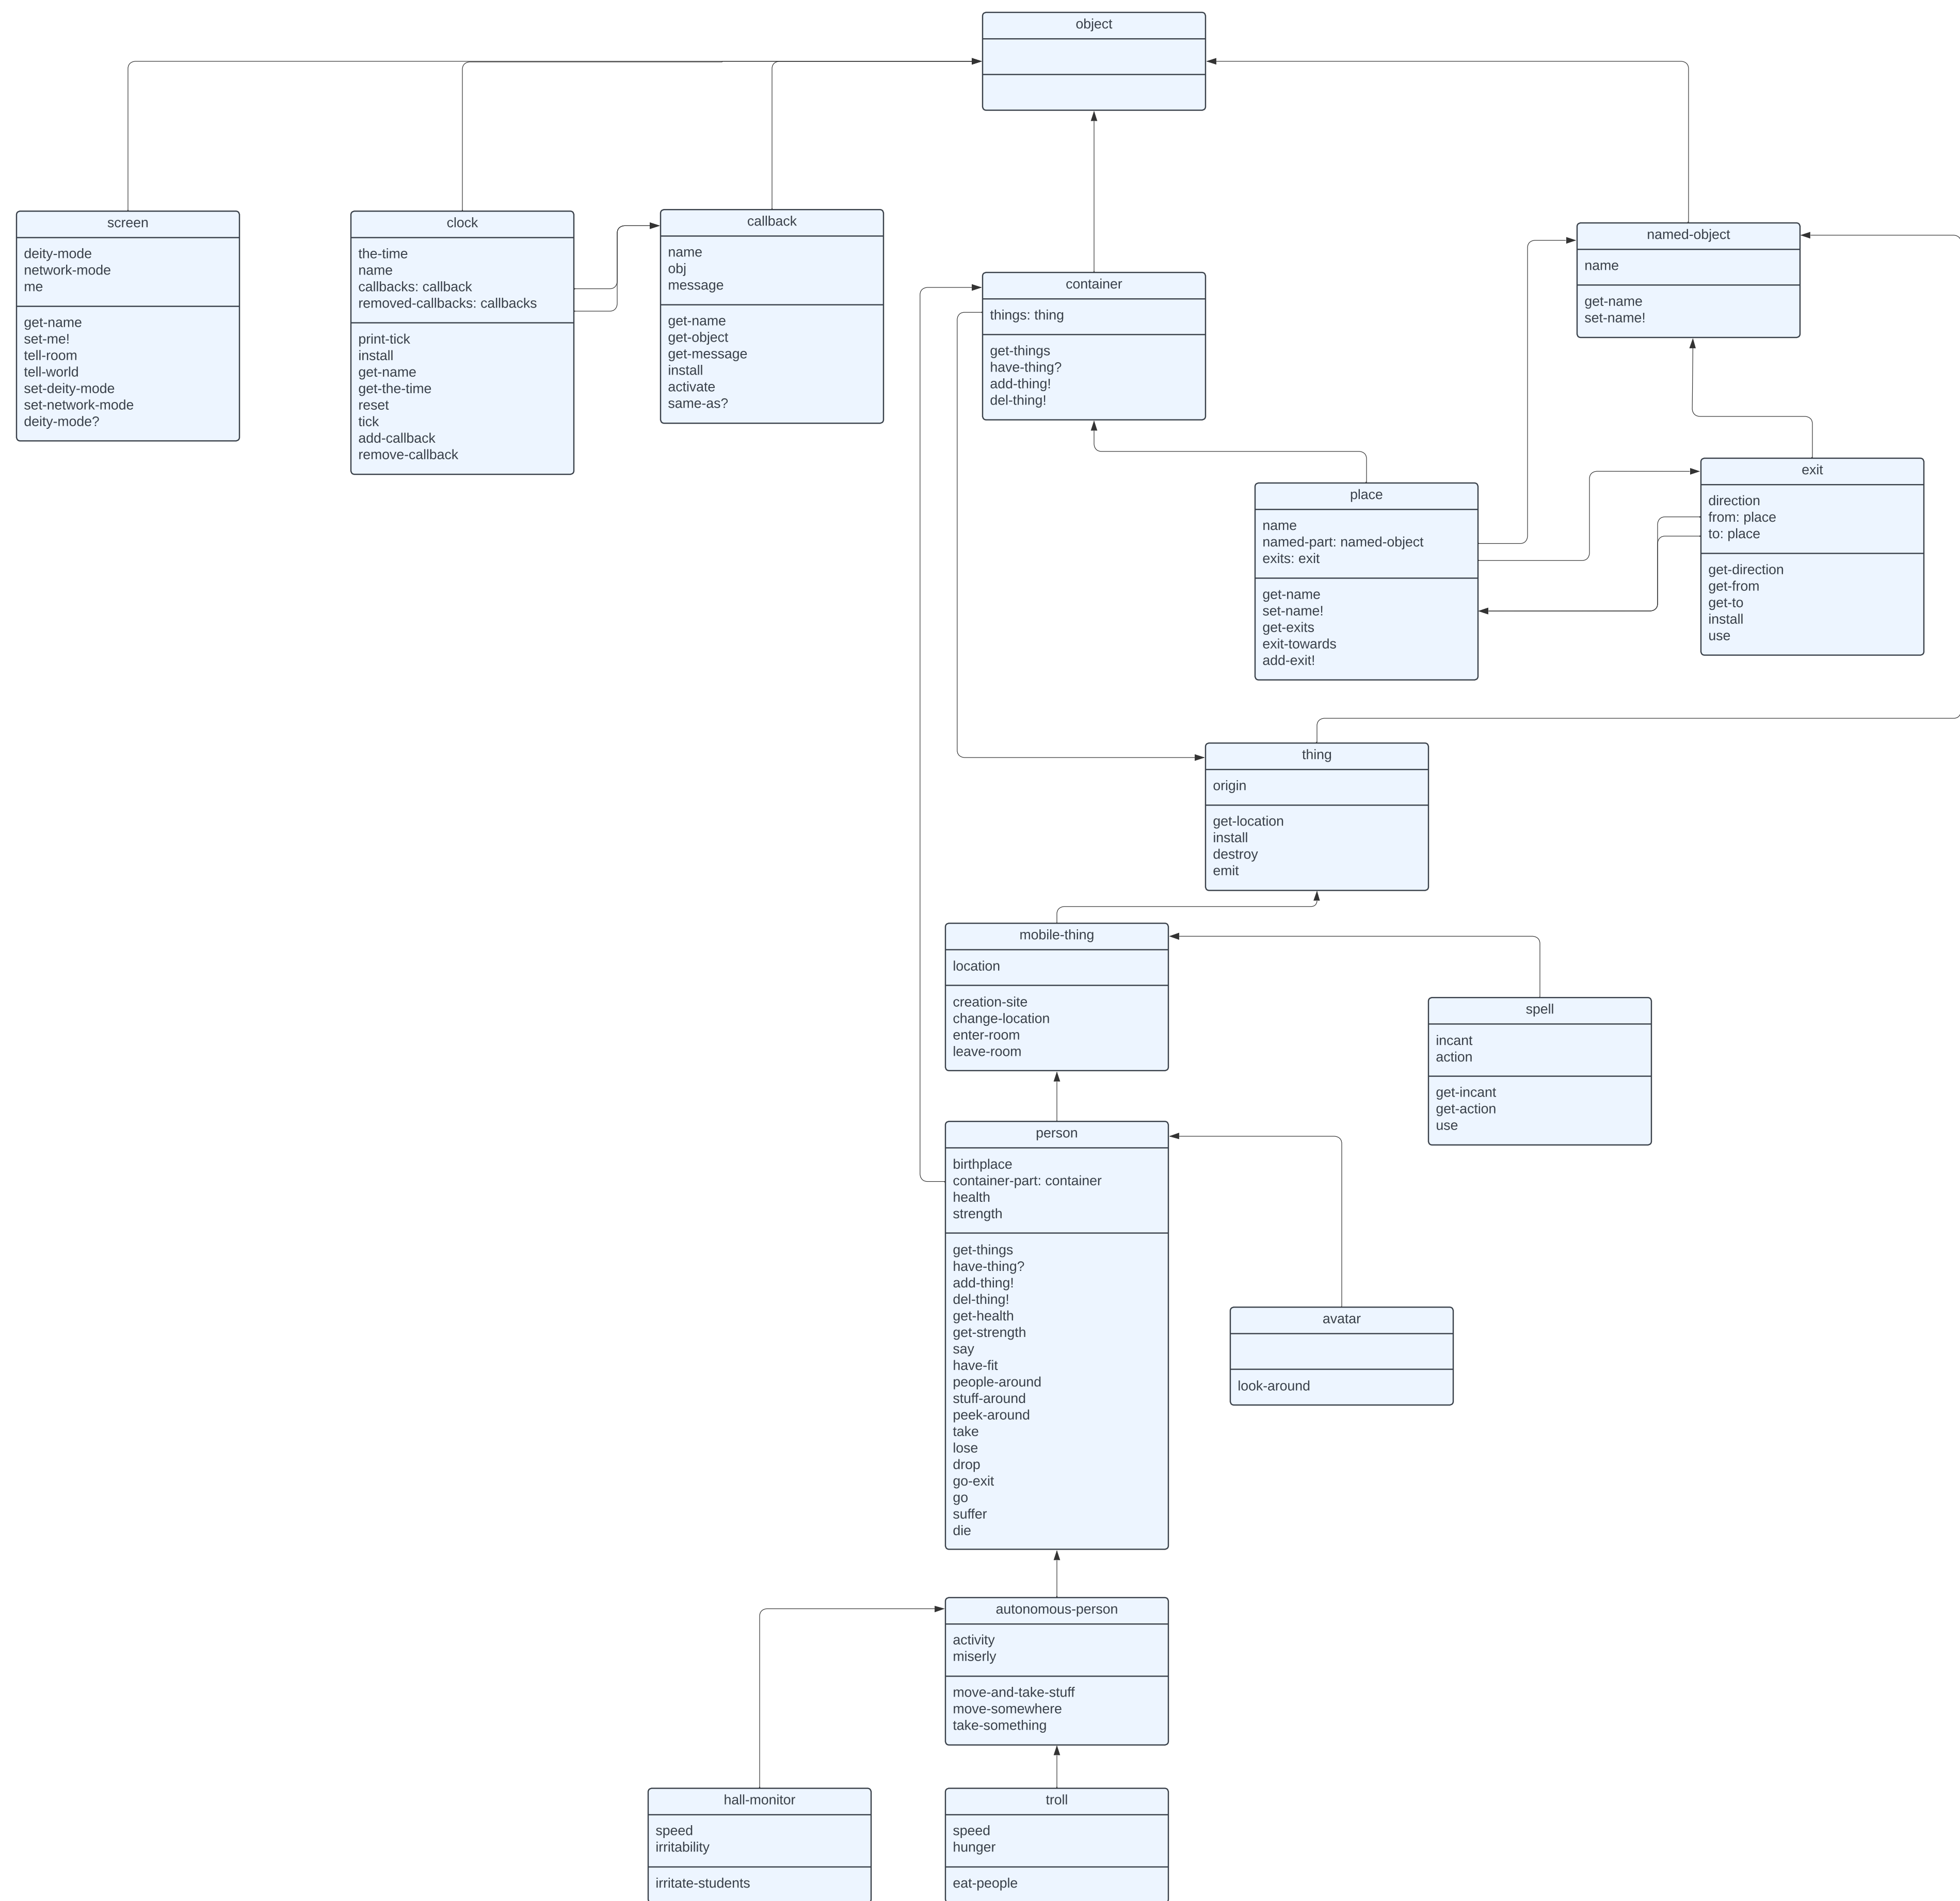 object
screen
deity-mode
network-mode
me
get-name
set-me!
tell-room
tell-world
set-deity-mode
set-network-mode
deity-mode?
clock
the-time
name
callbacks: callback
removed-callbacks: callbacks
print-tick
install
get-name
get-the-time
reset
tick
add-callback
remove-callback
callback
name
obj
message
get-name
get-object
get-message
install
activate
same-as?
container
things: thing
get-things
have-thing?
add-thing!
del-thing!
named-object
name
get-name
set-name!
place
name
named-part: named-object
exits: exit
get-name
set-name!
get-exits
exit-towards
add-exit!
exit
direction
from: place
to: place
get-direction
get-from
get-to
install
use
thing
origin
get-location
install
destroy
emit
mobile-thing
location
creation-site
change-location
enter-room
leave-room
spell
incant
action
get-incant
get-action
use
person
birthplace
container-part: container
health
strength
get-things
have-thing?
add-thing!
del-thing!
get-health
get-strength
say
have-fit
people-around
stuff-around
peek-around
take
lose
drop
go-exit
go
suffer
die
avatar
look-around
autonomous-person
activity
miserly
move-and-take-stuff
move-somewhere
take-something
hall-monitor
speed
irritability
irritate-students
troll
speed
hunger
eat-people